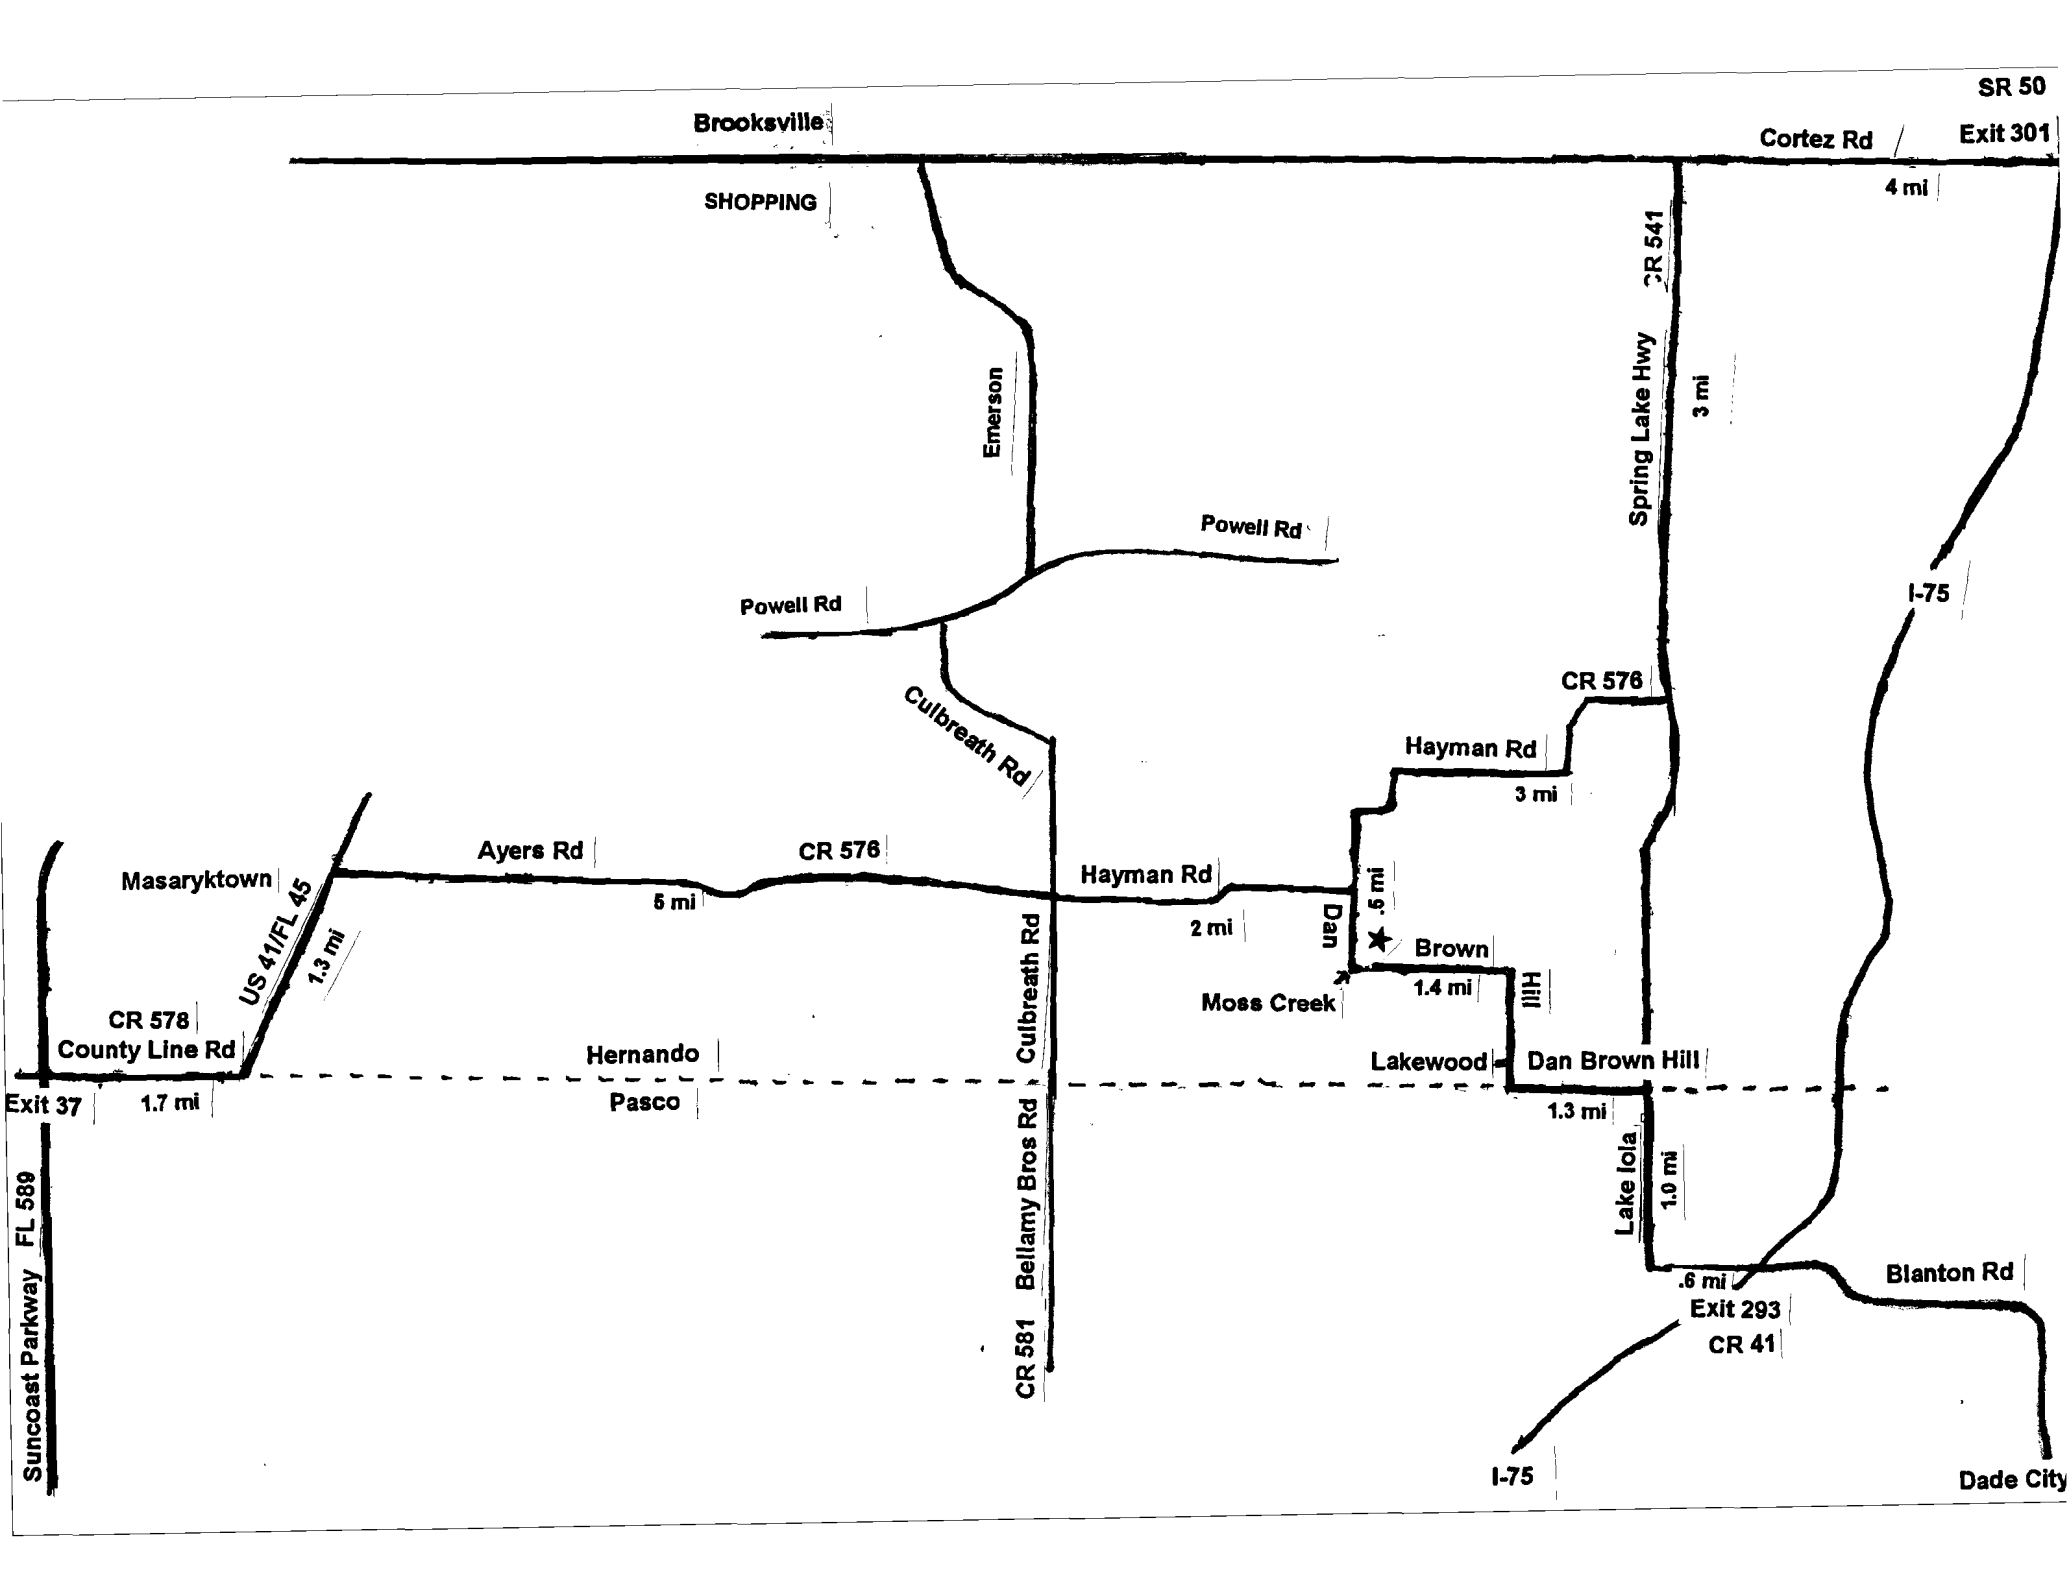 SR 50
Brooksville
Cortez Rd
Exit 301
SHOPPING
4 mi
CR 541
Spring Lake Hwy
3 mi
Emerson
Powell Rd
Powell Rd
I-75
Culbreath Rd
CR 576
Hayman Rd
3 mi
Masaryktown
Ayers Rd
CR 576
5 mi
US 41/FL 45
1.3 mi
Hayman Rd
2 mi
.5 mi
Dan
Brown
1.4 mi
Hill
Moss Creek
Culbreath Rd
CR 578
County Line Rd
Hernando
Lakewood
Dan Brown Hill
Exit 37
1.7 mi
Pasco
1.3 mi
Lake Iola
1.0 mi
Suncoast Parkway FL 589
CR 581 Bellamy Bros Rd
.6 mi
Blanton Rd
Exit 293
CR 41
I-75
Dade City